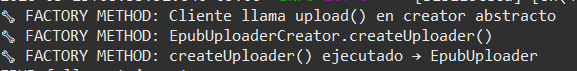 🔧 FACTORY METHOD: Cliente llama upload() en creator abstracto
🔧 FACTORY METHOD: EpubUploaderCreator.createUploader()
🔧 FACTORY METHOD: createUploader() ejecutado → EpubUploader